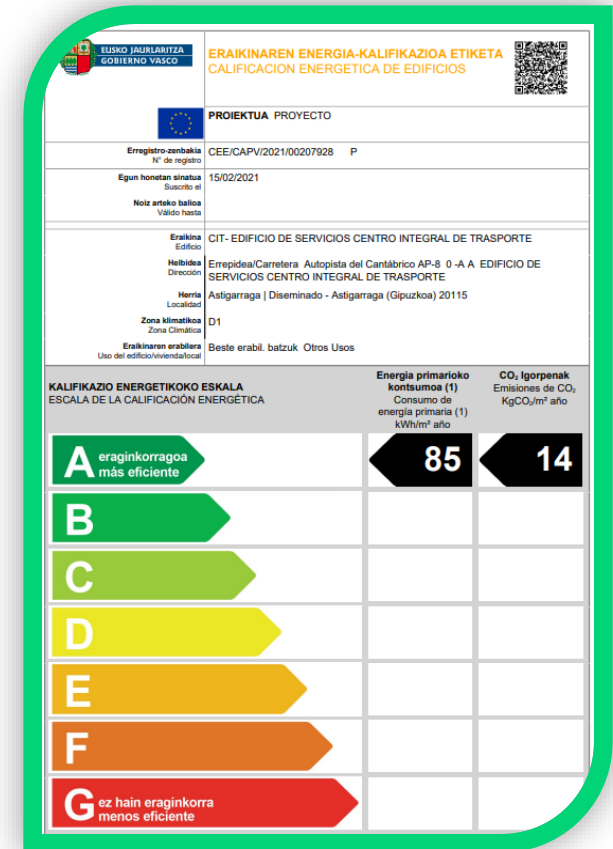 EUSKO JAURLARITZA
GOBIERNO VASCO
ERAIKINAREN ENERGIA-KALIFIKAZIOA ETIKETA
CALIFICACION ENERGETICA DE EDIFICIOS
PROIEKTUA PROYECTO
Erregistro-zenbakia
N° de registro
CEE/CAPV/2021/00207928 P
Egun honetan sinatua
Suscrito el
15/02/2021
Noiz arteko balioa
Válido hasta
Eraikina
Edificio
CIT- EDIFICIO DE SERVICIOS CENTRO INTEGRAL DE TRASPORTE
Helbidea
Dirección
Errepidea/Carretera Autopista del Cantábrico AP-8 0 -A A EDIFICIO DE
SERVICIOS CENTRO INTEGRAL DE TRASPORTE
Herria
Localidad
Astigarraga | Diseminado - Astigarraga (Gipuzkoa) 20115
Zona klimatikoa
Zona Climática
D1
Eraikinaren erabilera
Uso del edificio/vivienda/local
Beste erabil. batzuk Otros Usos
KALIFIKAZIO ENERGETIKOKO ESKALA
ESCALA DE LA CALIFICACIÓN ENERGÉTICA
Energia primarioko
kontsumoa (1)
Consumo de
energía primaria (1)
kWh/m² año
CO₂ Igorpenak
Emisiones de CO₂
KgCO₂/m² año
A eraginkorragoa
más eficiente
85
14
B
C
D
E
F
G ez hain eraginkorra
menos eficiente